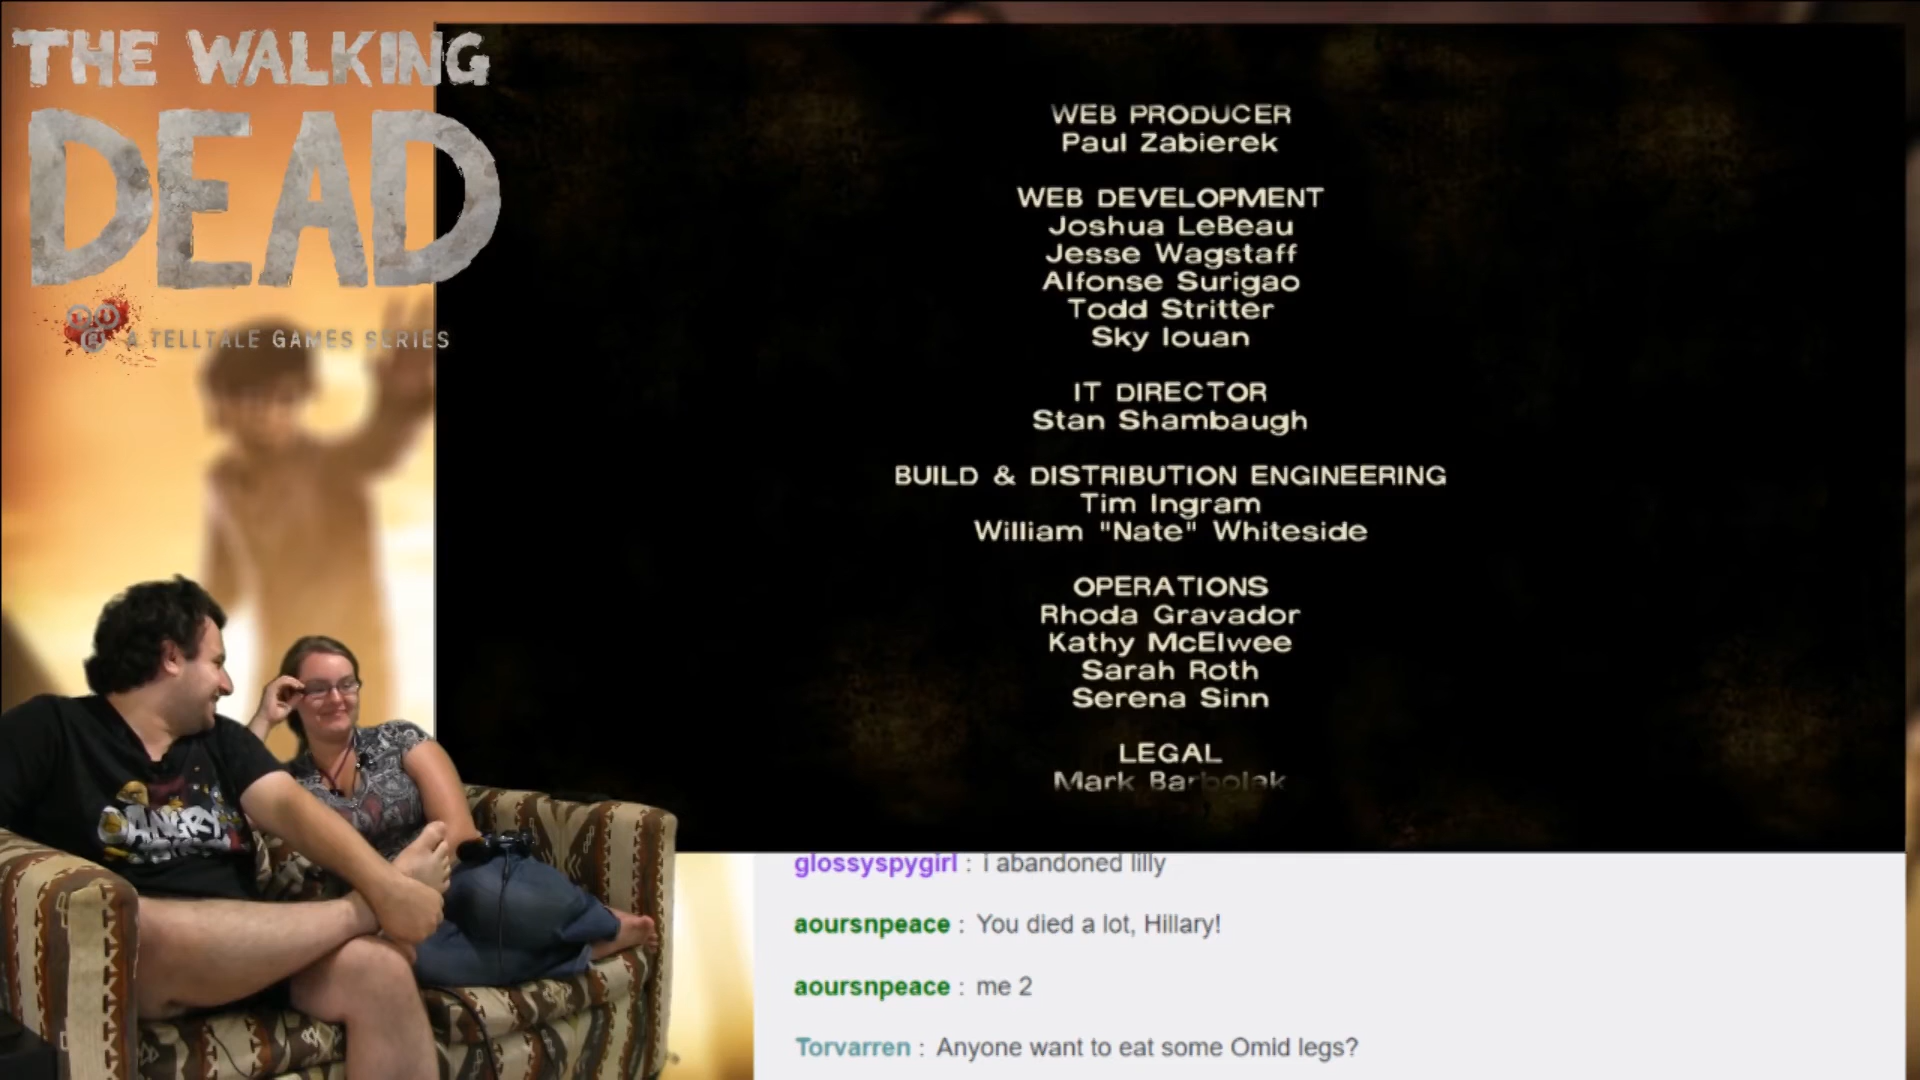 THE WALKING
DEAD
A TELLTALE GAMES SERIES
WEB PRODUCER
Paul Zabierek
WEB DEVELOPMENT
Joshua LeBeau
Jesse Wagstaff
Alfonse Surigao
Todd Stritter
Sky Iouan
IT DIRECTOR
Stan Shambaugh
BUILD & DISTRIBUTION ENGINEERING
Tim Ingram
William "Nate" Whiteside
OPERATIONS
Rhoda Gravador
Kathy McElwee
Sarah Roth
Serena Sinn
LEGAL
Mark Barbolak
ANGRY
glossyspygirl : i abandoned lilly
aoursnpeace : You died a lot, Hillary!
aoursnpeace : me 2
Torvarren : Anyone want to eat some Omid legs?